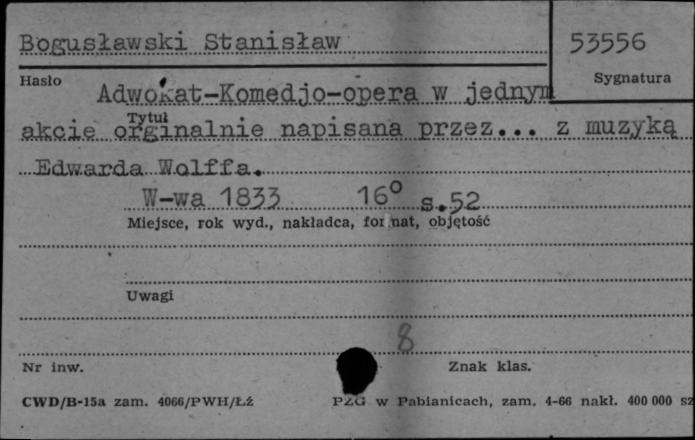 Bogusławski Stanisław
53556
Hasło
Sygnatura
Adwokat-Komedjo-opera w jednym
Tytuł
akcie orginalnie napisana przez... z muzyką
Edwarda Wolffa.
W-wa 1833 16° s.52
Miejsce, rok wyd., nakładca, format, objętość
Uwagi
8
Nr inw.
Znak klas.
CWD/B-15a zam. 4066/PWH/Łź
PZG w Pabianicach, zam. 4-66 nakł. 400 000 sz